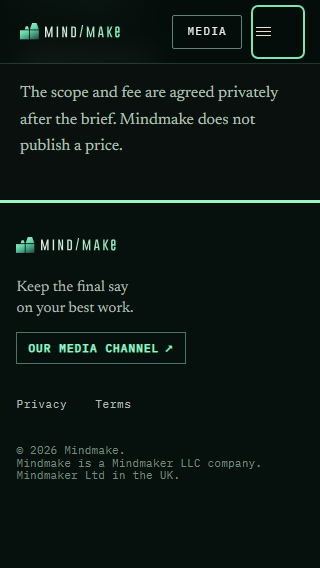 MIND/MAKE
MEDIA
The scope and fee are agreed privately
after the brief. Mindmake does not
publish a price.
MIND/MAKE
Keep the final say
on your best work.
OUR MEDIA CHANNEL ↗
Privacy Terms
© 2026 Mindmake.
Mindmake is a Mindmaker LLC company.
Mindmaker Ltd in the UK.